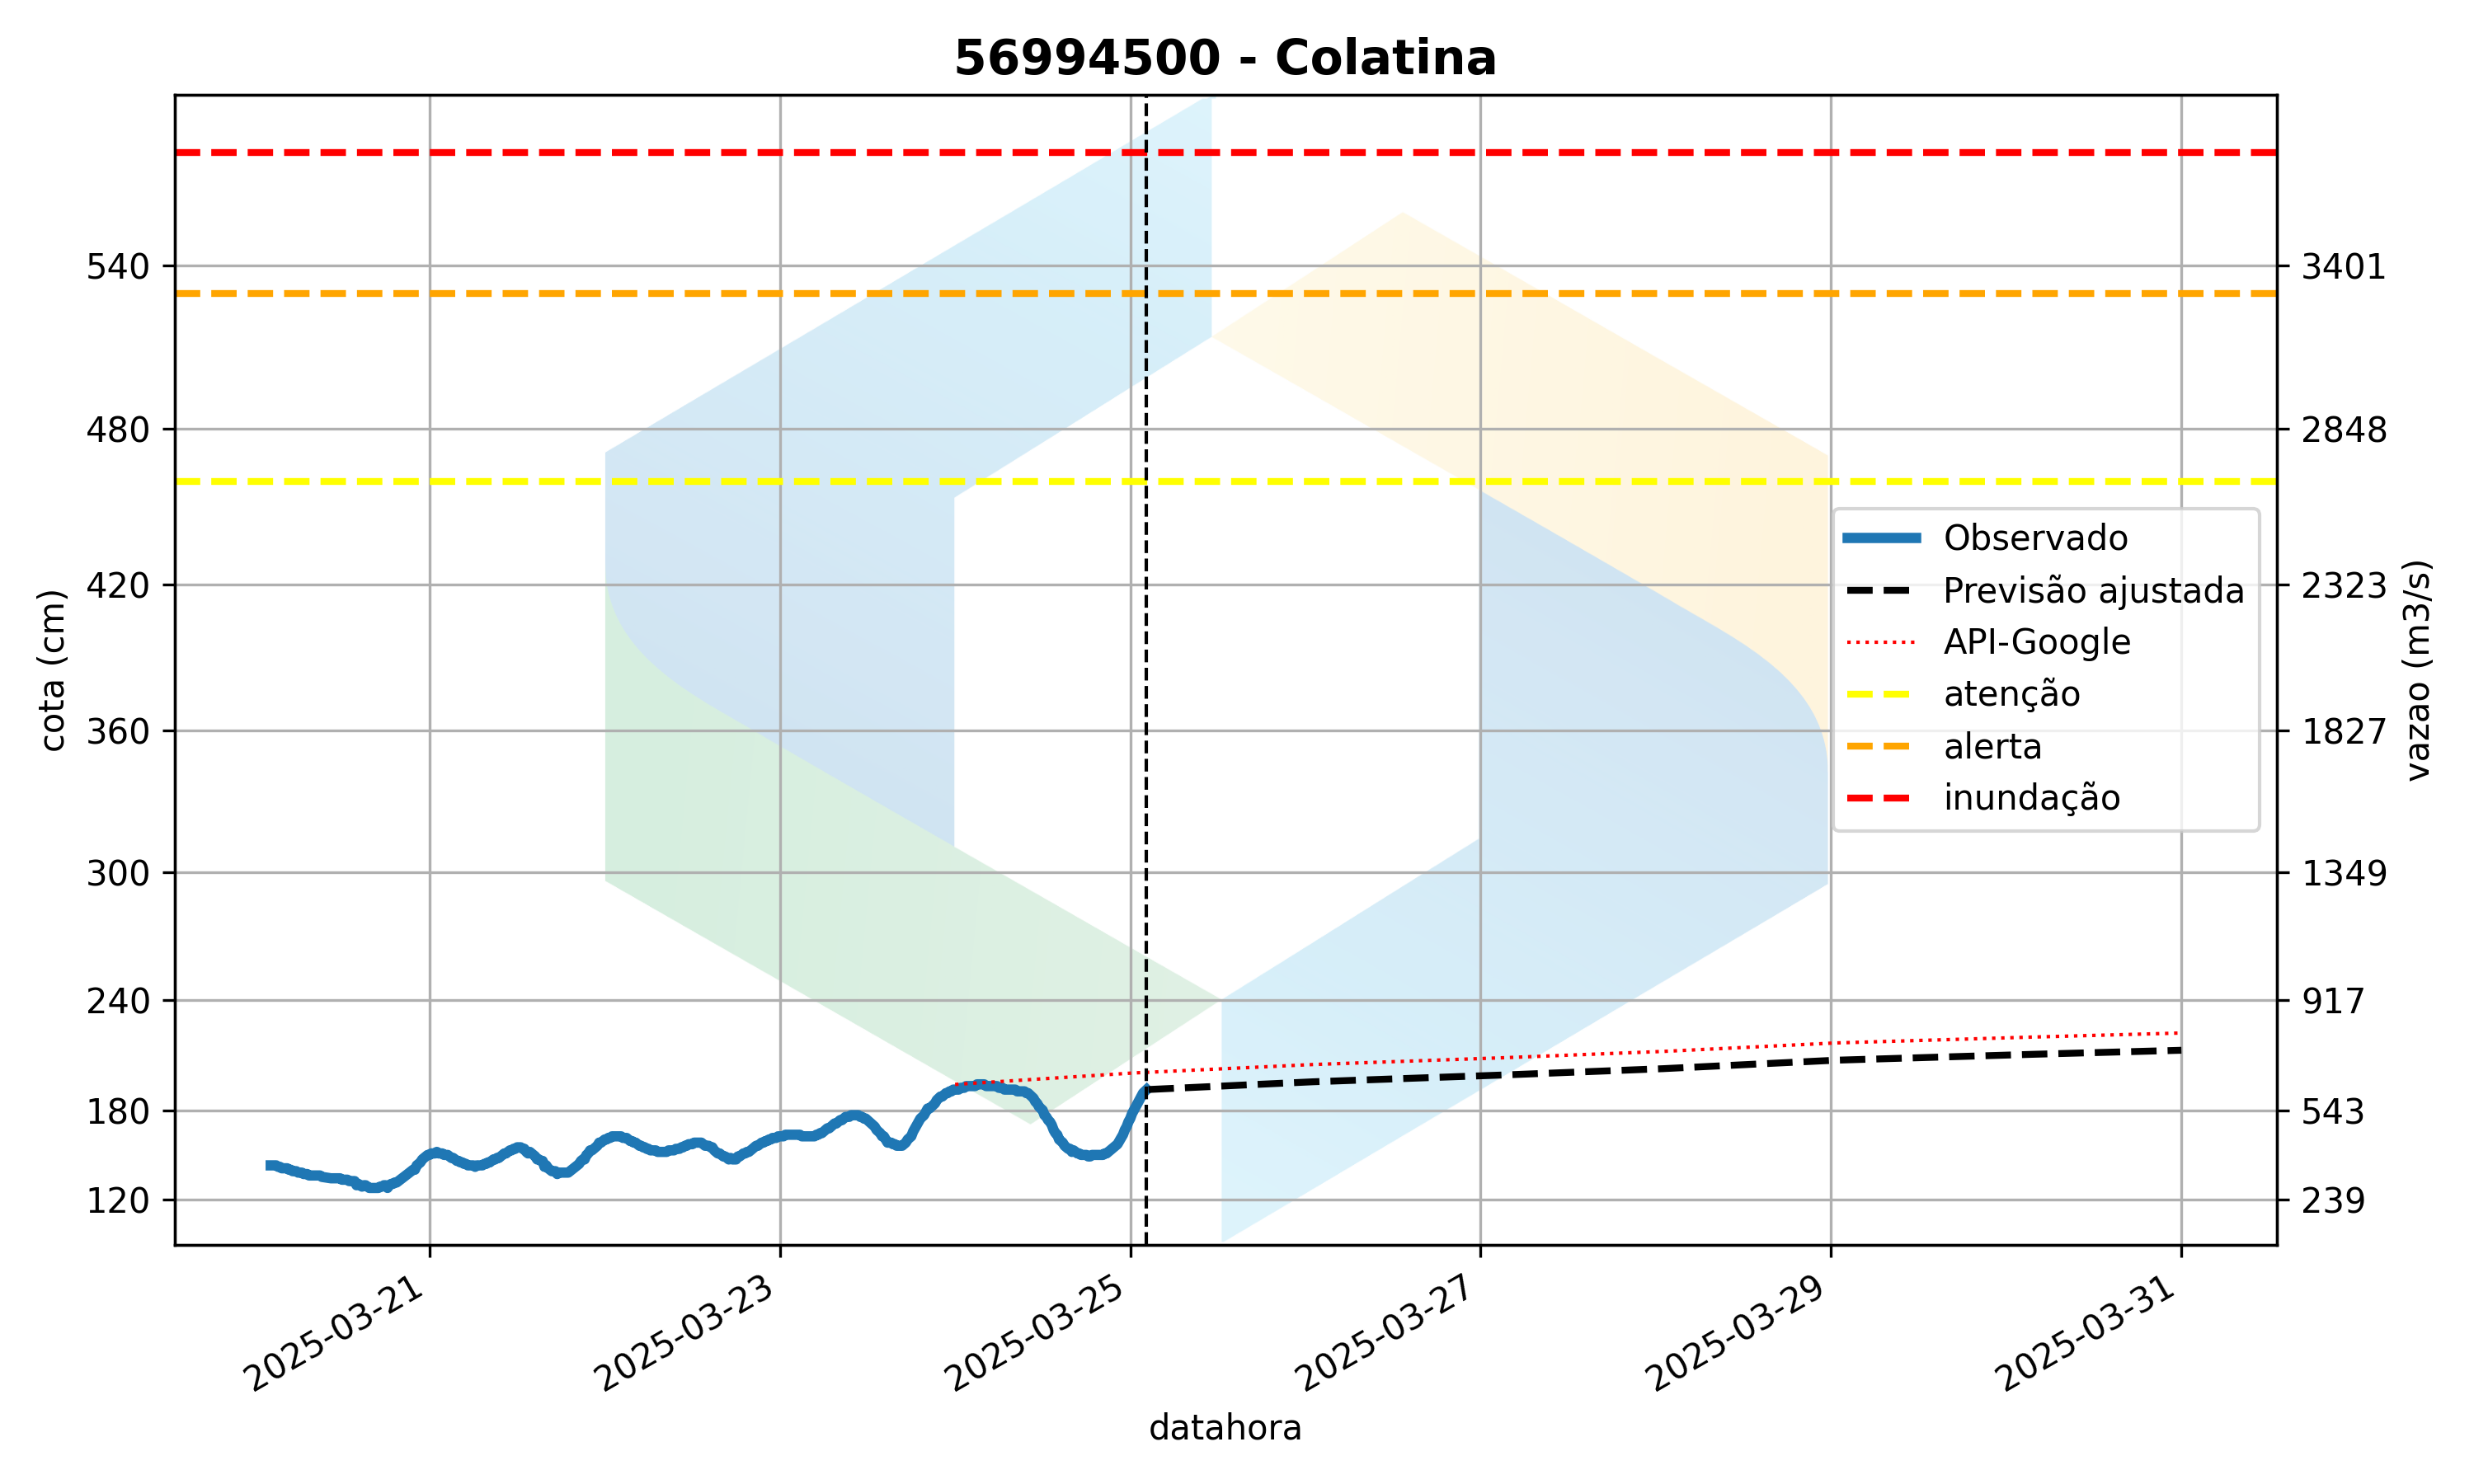 56994500 - Colatina
540
480
420
360
300
240
180
120
cota (cm)
3401
2848
2323
1827
1349
917
543
239
vazao (m3/s)
Observado
Previsão ajustada
API-Google
atenção
alerta
inundação
2025-03-21
2025-03-23
2025-03-25
2025-03-27
2025-03-29
2025-03-31
datahora